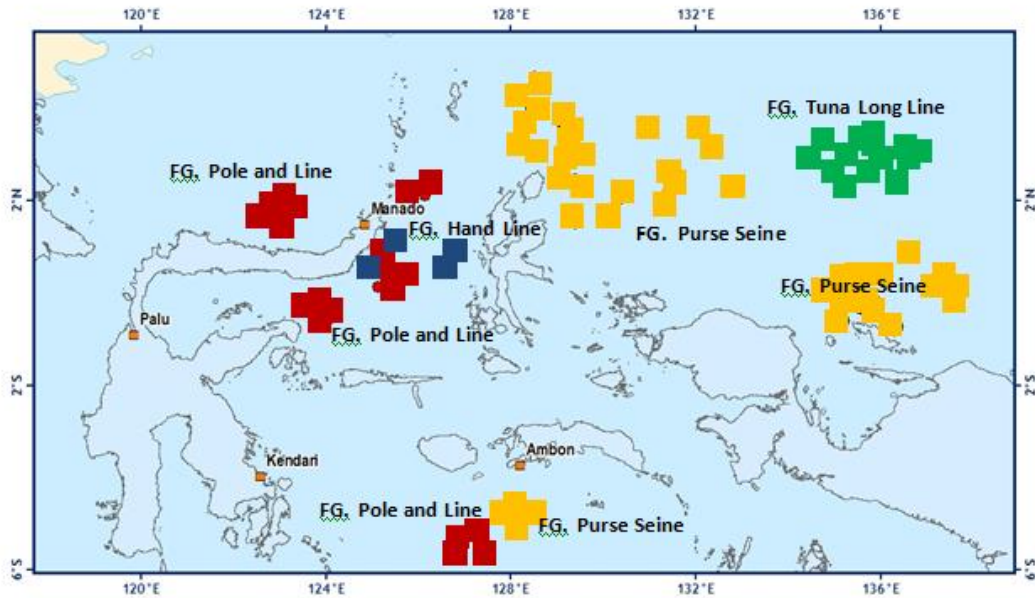 120°E 124°E 128°E 132°E 136°E
FG. Tuna Long Line
FG. Pole and Line
2°N 2°N
Manado
FG. Hand Line
FG. Purse Seine
FG. Purse Seine
Palu
FG. Pole and Line
2°S 2°S
Ambon
Kendari
FG. Pole and Line
FG. Purse Seine
6°S 6°S
120°E 124°E 128°E 132°E 136°E